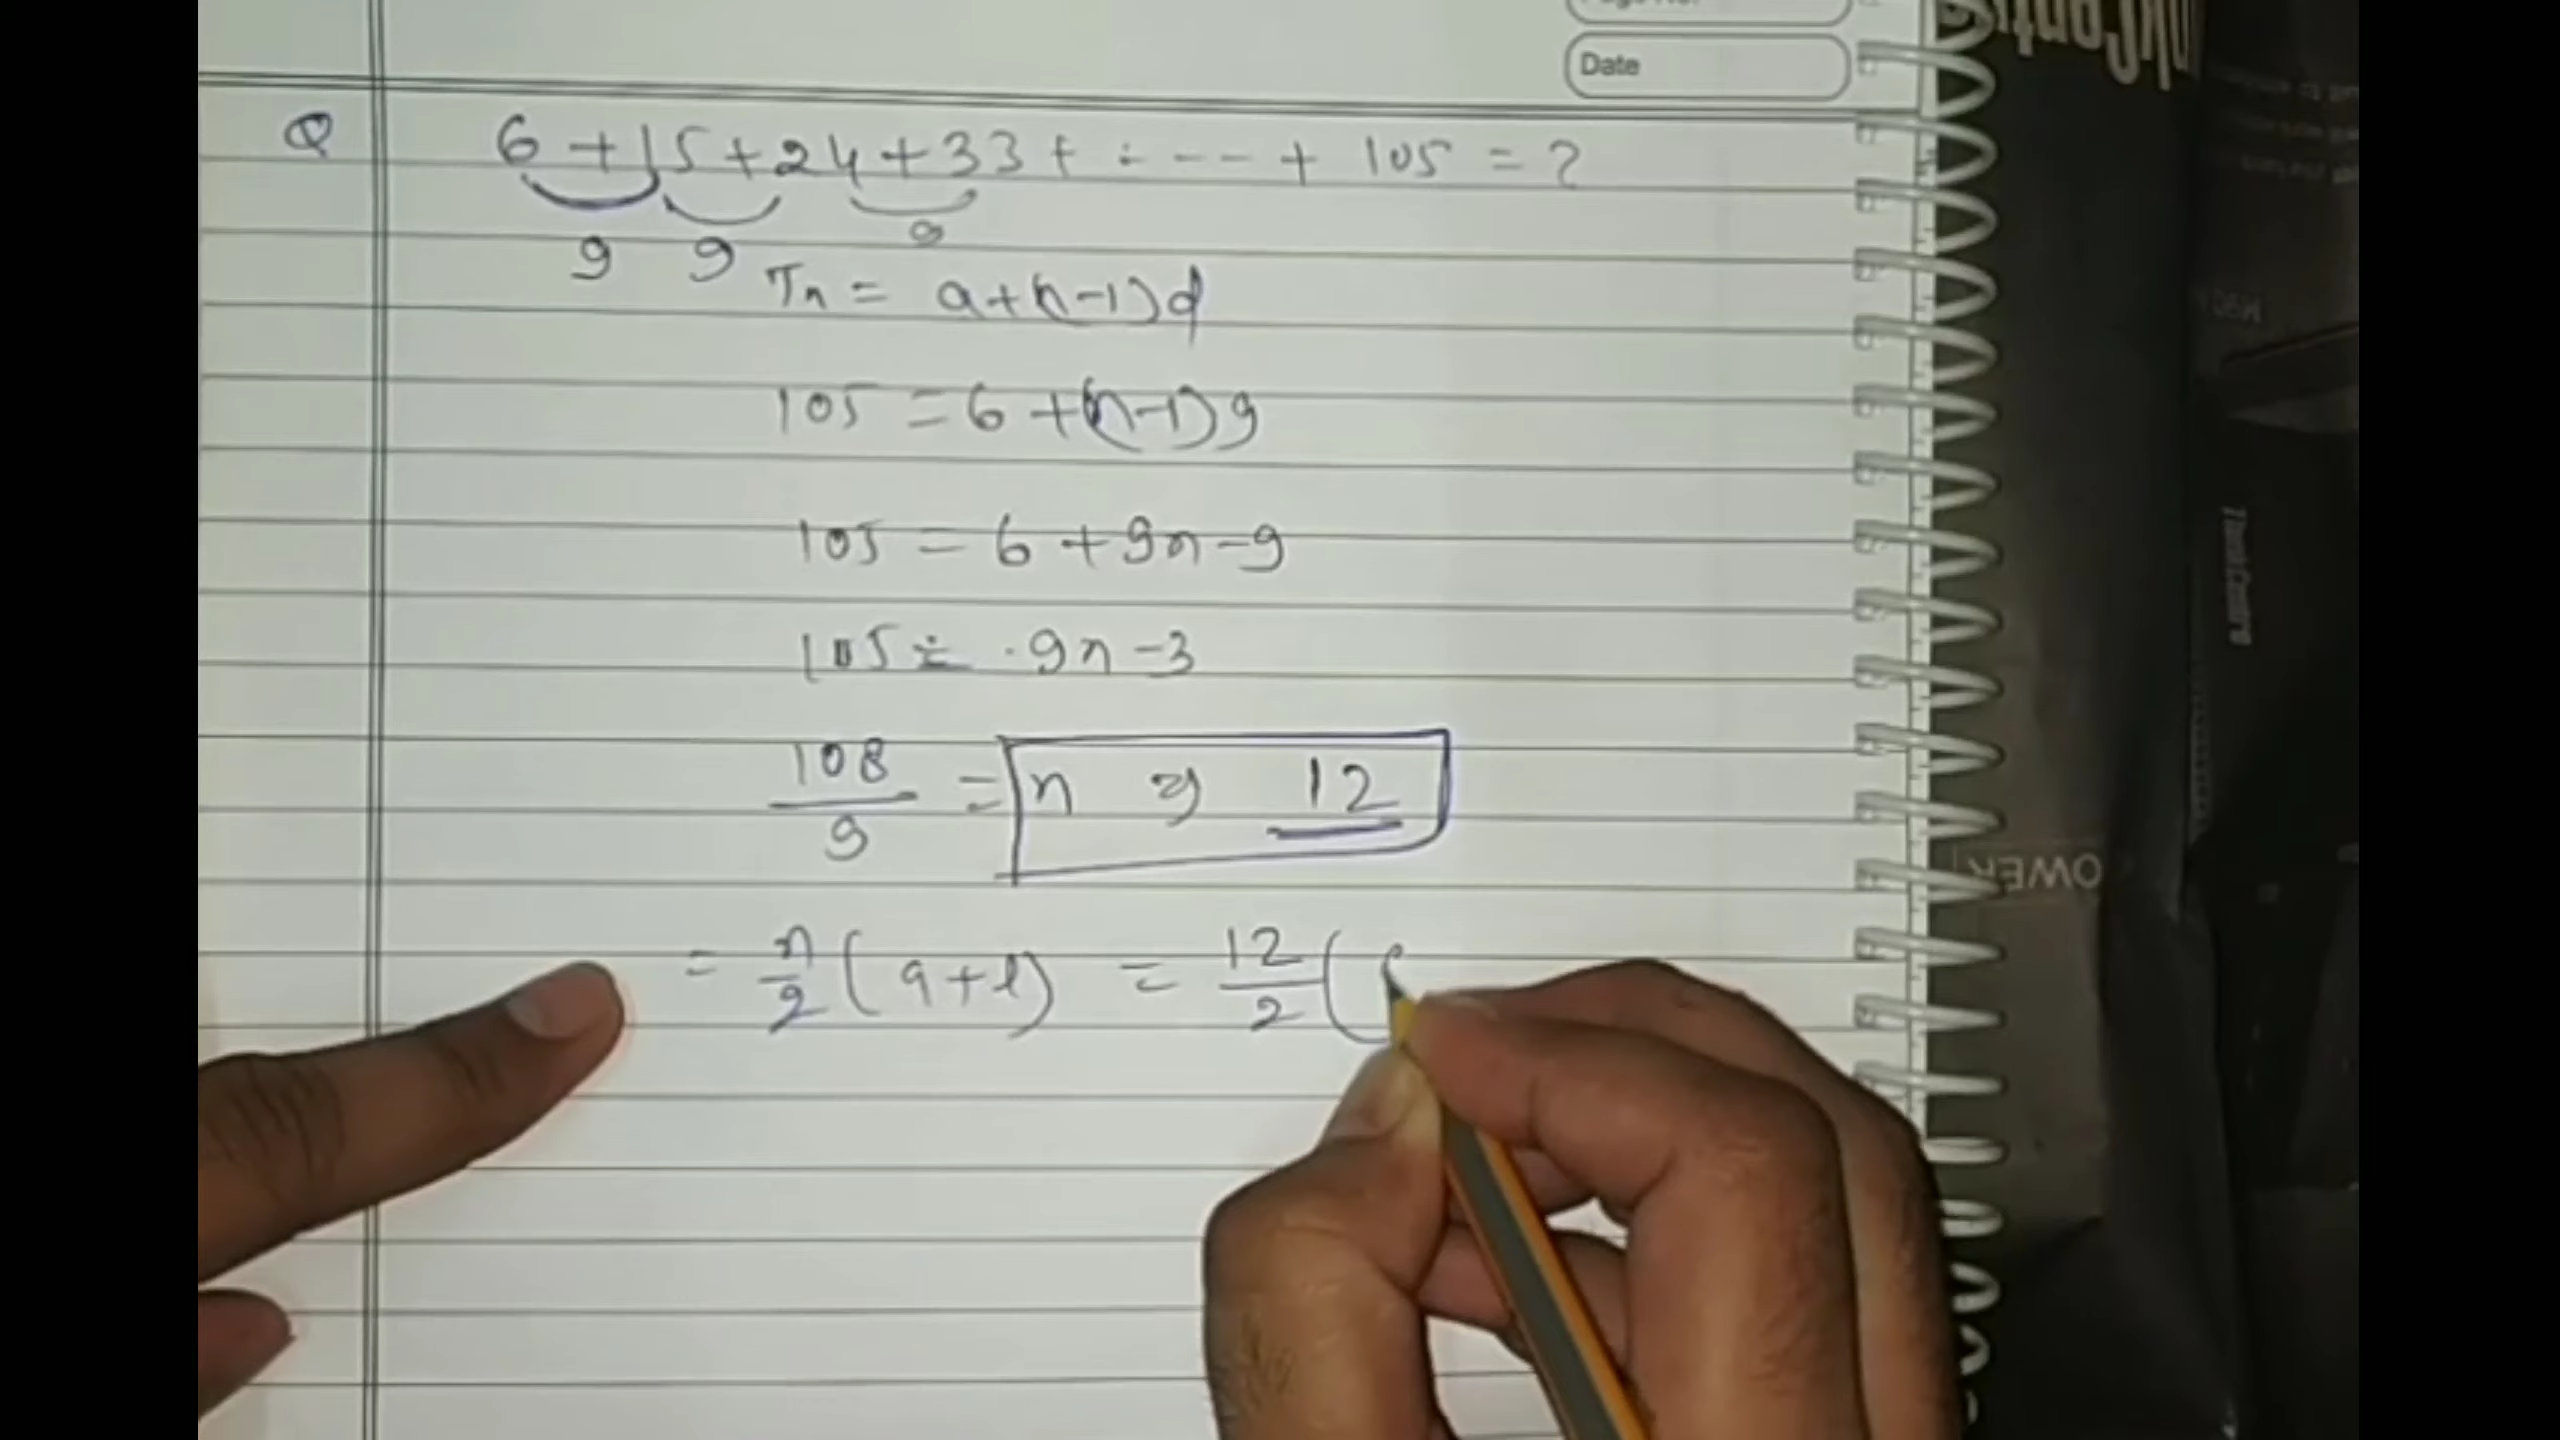 Date
Q 6 + 15 + 24 + 33 + - - - + 105 = ?
9 9 9
Tn = a+(n-1)d
105 = 6 +(n-1)9
105 = 6 + 9n - 9
105 = 9n - 3
108/9 = n ⇒ 12
= n/2 (a+l) = 12/2 (
OWER